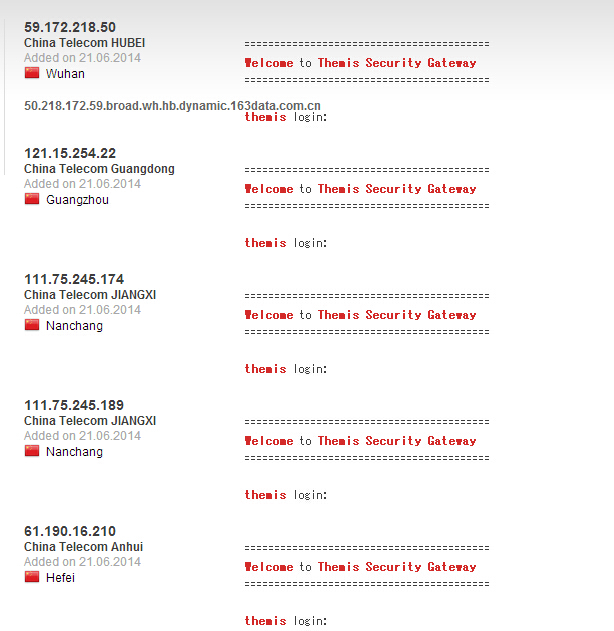 59.172.218.50
China Telecom HUBEI
Added on 21.06.2014
Wuhan
50.218.172.59.broad.wh.hb.dynamic.163data.com.cn
===================================
Welcome to Themis Security Gateway
===================================
themis login:
121.15.254.22
China Telecom Guangdong
Added on 21.06.2014
Guangzhou
===================================
Welcome to Themis Security Gateway
===================================
themis login:
111.75.245.174
China Telecom JIANGXI
Added on 21.06.2014
Nanchang
===================================
Welcome to Themis Security Gateway
===================================
themis login:
111.75.245.189
China Telecom JIANGXI
Added on 21.06.2014
Nanchang
===================================
Welcome to Themis Security Gateway
===================================
themis login:
61.190.16.210
China Telecom Anhui
Added on 21.06.2014
Hefei
===================================
Welcome to Themis Security Gateway
===================================
themis login: